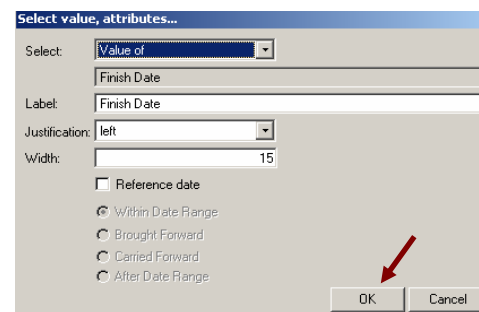 Select value, attributes...
Select: Value of
Finish Date
Label: Finish Date
Justification: left
Width: 15
Reference date
Within Date Range
Brought Forward
Carried Forward
After Date Range
OK Cancel